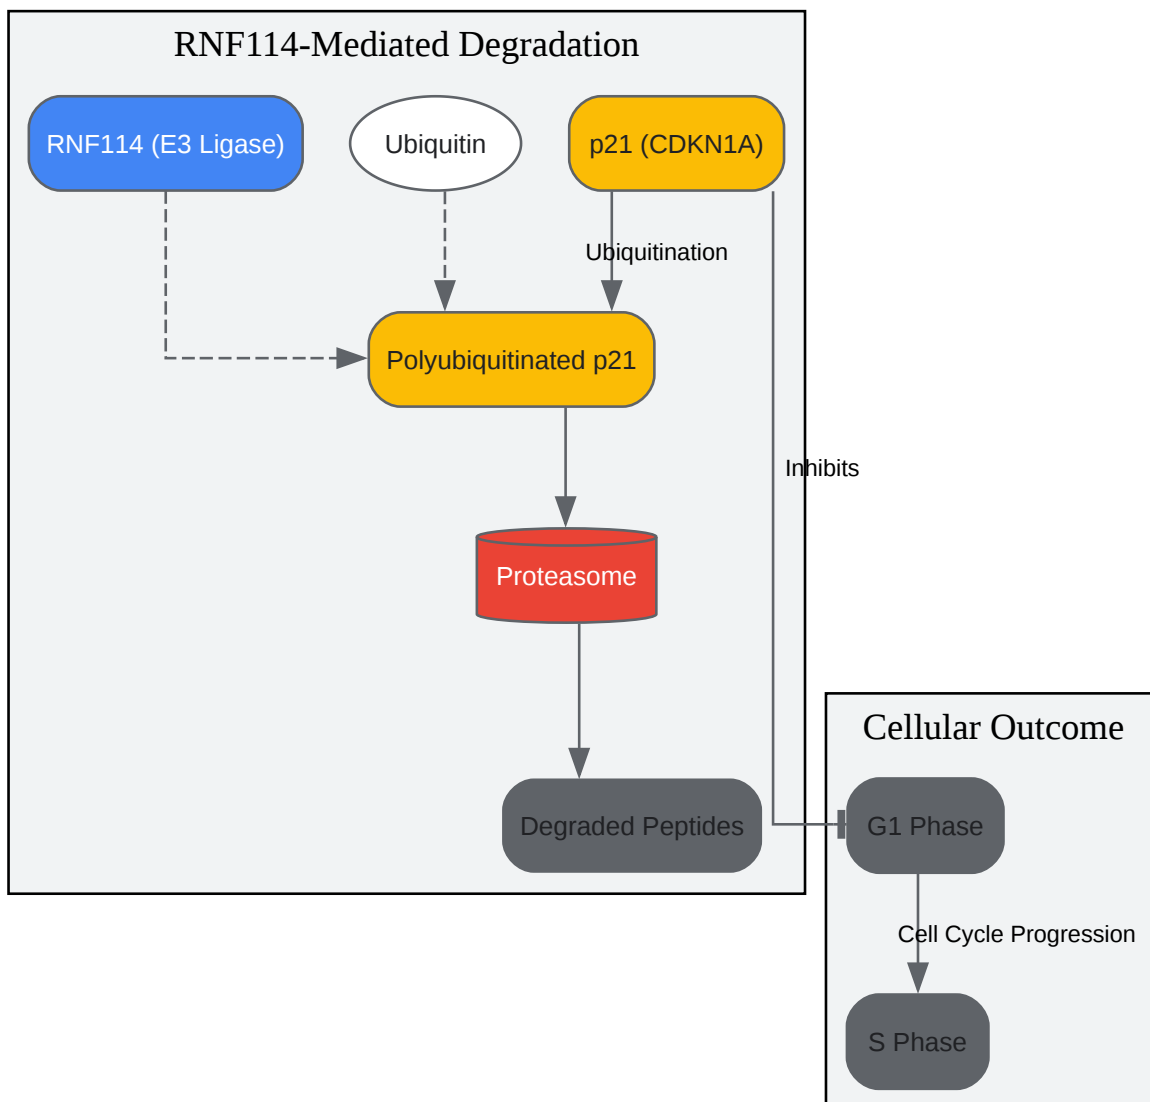 RNF114-Mediated Degradation
RNF114 (E3 Ligase)
Ubiquitin
p21 (CDKN1A)
Ubiquitination
Polyubiquitinated p21
Inhibits
Proteasome
Cellular Outcome
Degraded Peptides
G1 Phase
Cell Cycle Progression
S Phase